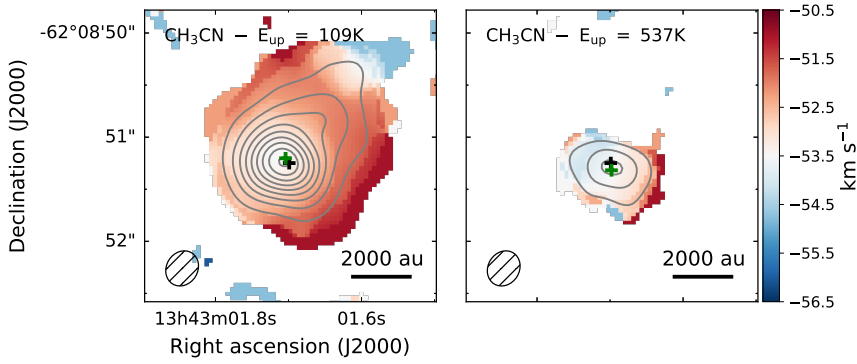 CH₃CN − Eᵤₚ = 109K
CH₃CN − Eᵤₚ = 537K
-62°08'50"
51"
52"
Declination (J2000)
2000 au
2000 au
13h43m01.8s
01.6s
Right ascension (J2000)
−50.5
−51.5
−52.5
−53.5
−54.5
−55.5
−56.5
km s⁻¹